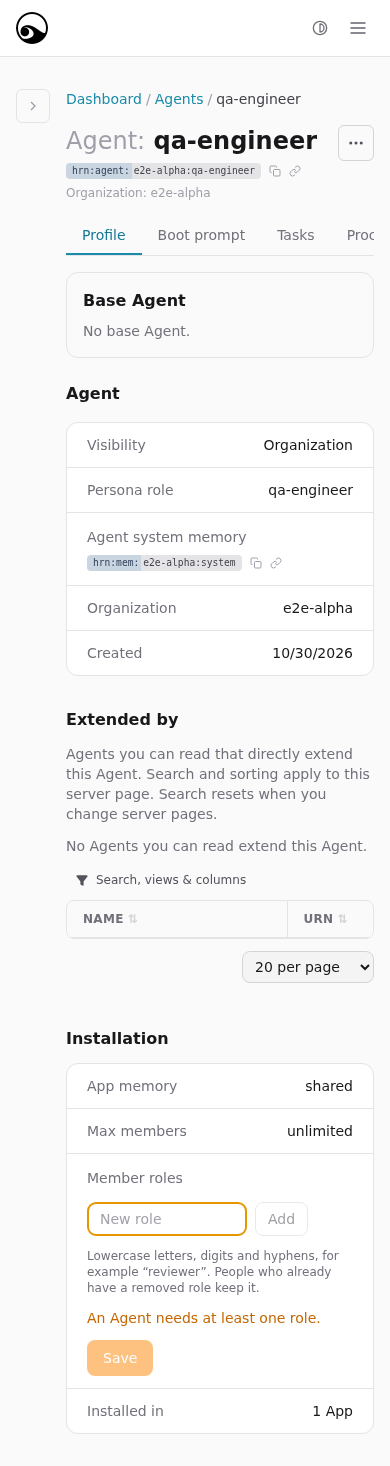 Dashboard / Agents / qa-engineer
Agent: qa-engineer
hrn:agent: e2e-alpha:qa-engineer
Organization: e2e-alpha
Profile Boot prompt Tasks Proc
Base Agent
No base Agent.
Agent
Visibility Organization
Persona role qa-engineer
Agent system memory
hrn:mem: e2e-alpha:system
Organization e2e-alpha
Created 10/30/2026
Extended by
Agents you can read that directly extend
this Agent. Search and sorting apply to this
server page. Search resets when you
change server pages.
No Agents you can read extend this Agent.
Search, views & columns
NAME URN
20 per page
Installation
App memory shared
Max members unlimited
Member roles
New role Add
Lowercase letters, digits and hyphens, for
example “reviewer”. People who already
have a removed role keep it.
An Agent needs at least one role.
Save
Installed in 1 App